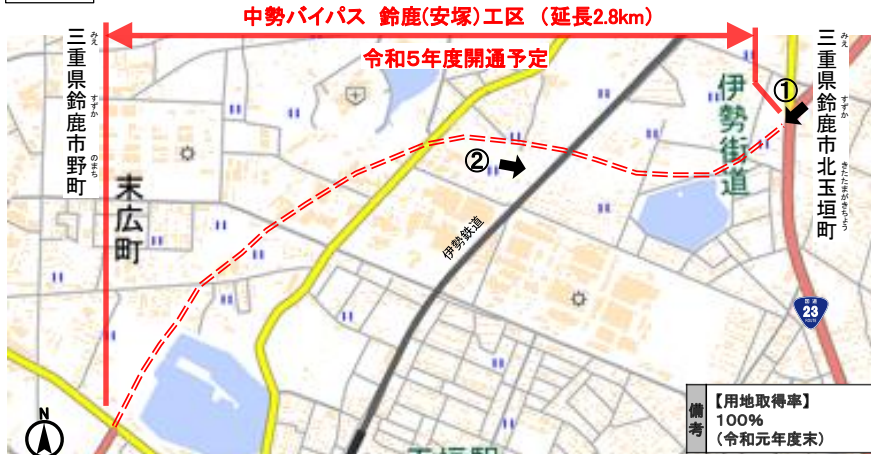 中勢バイパス 鈴鹿(安塚)工区 (延長2.8km)
令和5年度開通予定
三重県鈴鹿市野町
みえ
すずか
のまち
三重県鈴鹿市北玉垣町
みえ
すずか
きたたまがきちょう
伊勢街道
①
②
末広町
伊勢鉄道
国道
23
ROUTE
N
備考
【用地取得率】
100%
(令和元年度末)